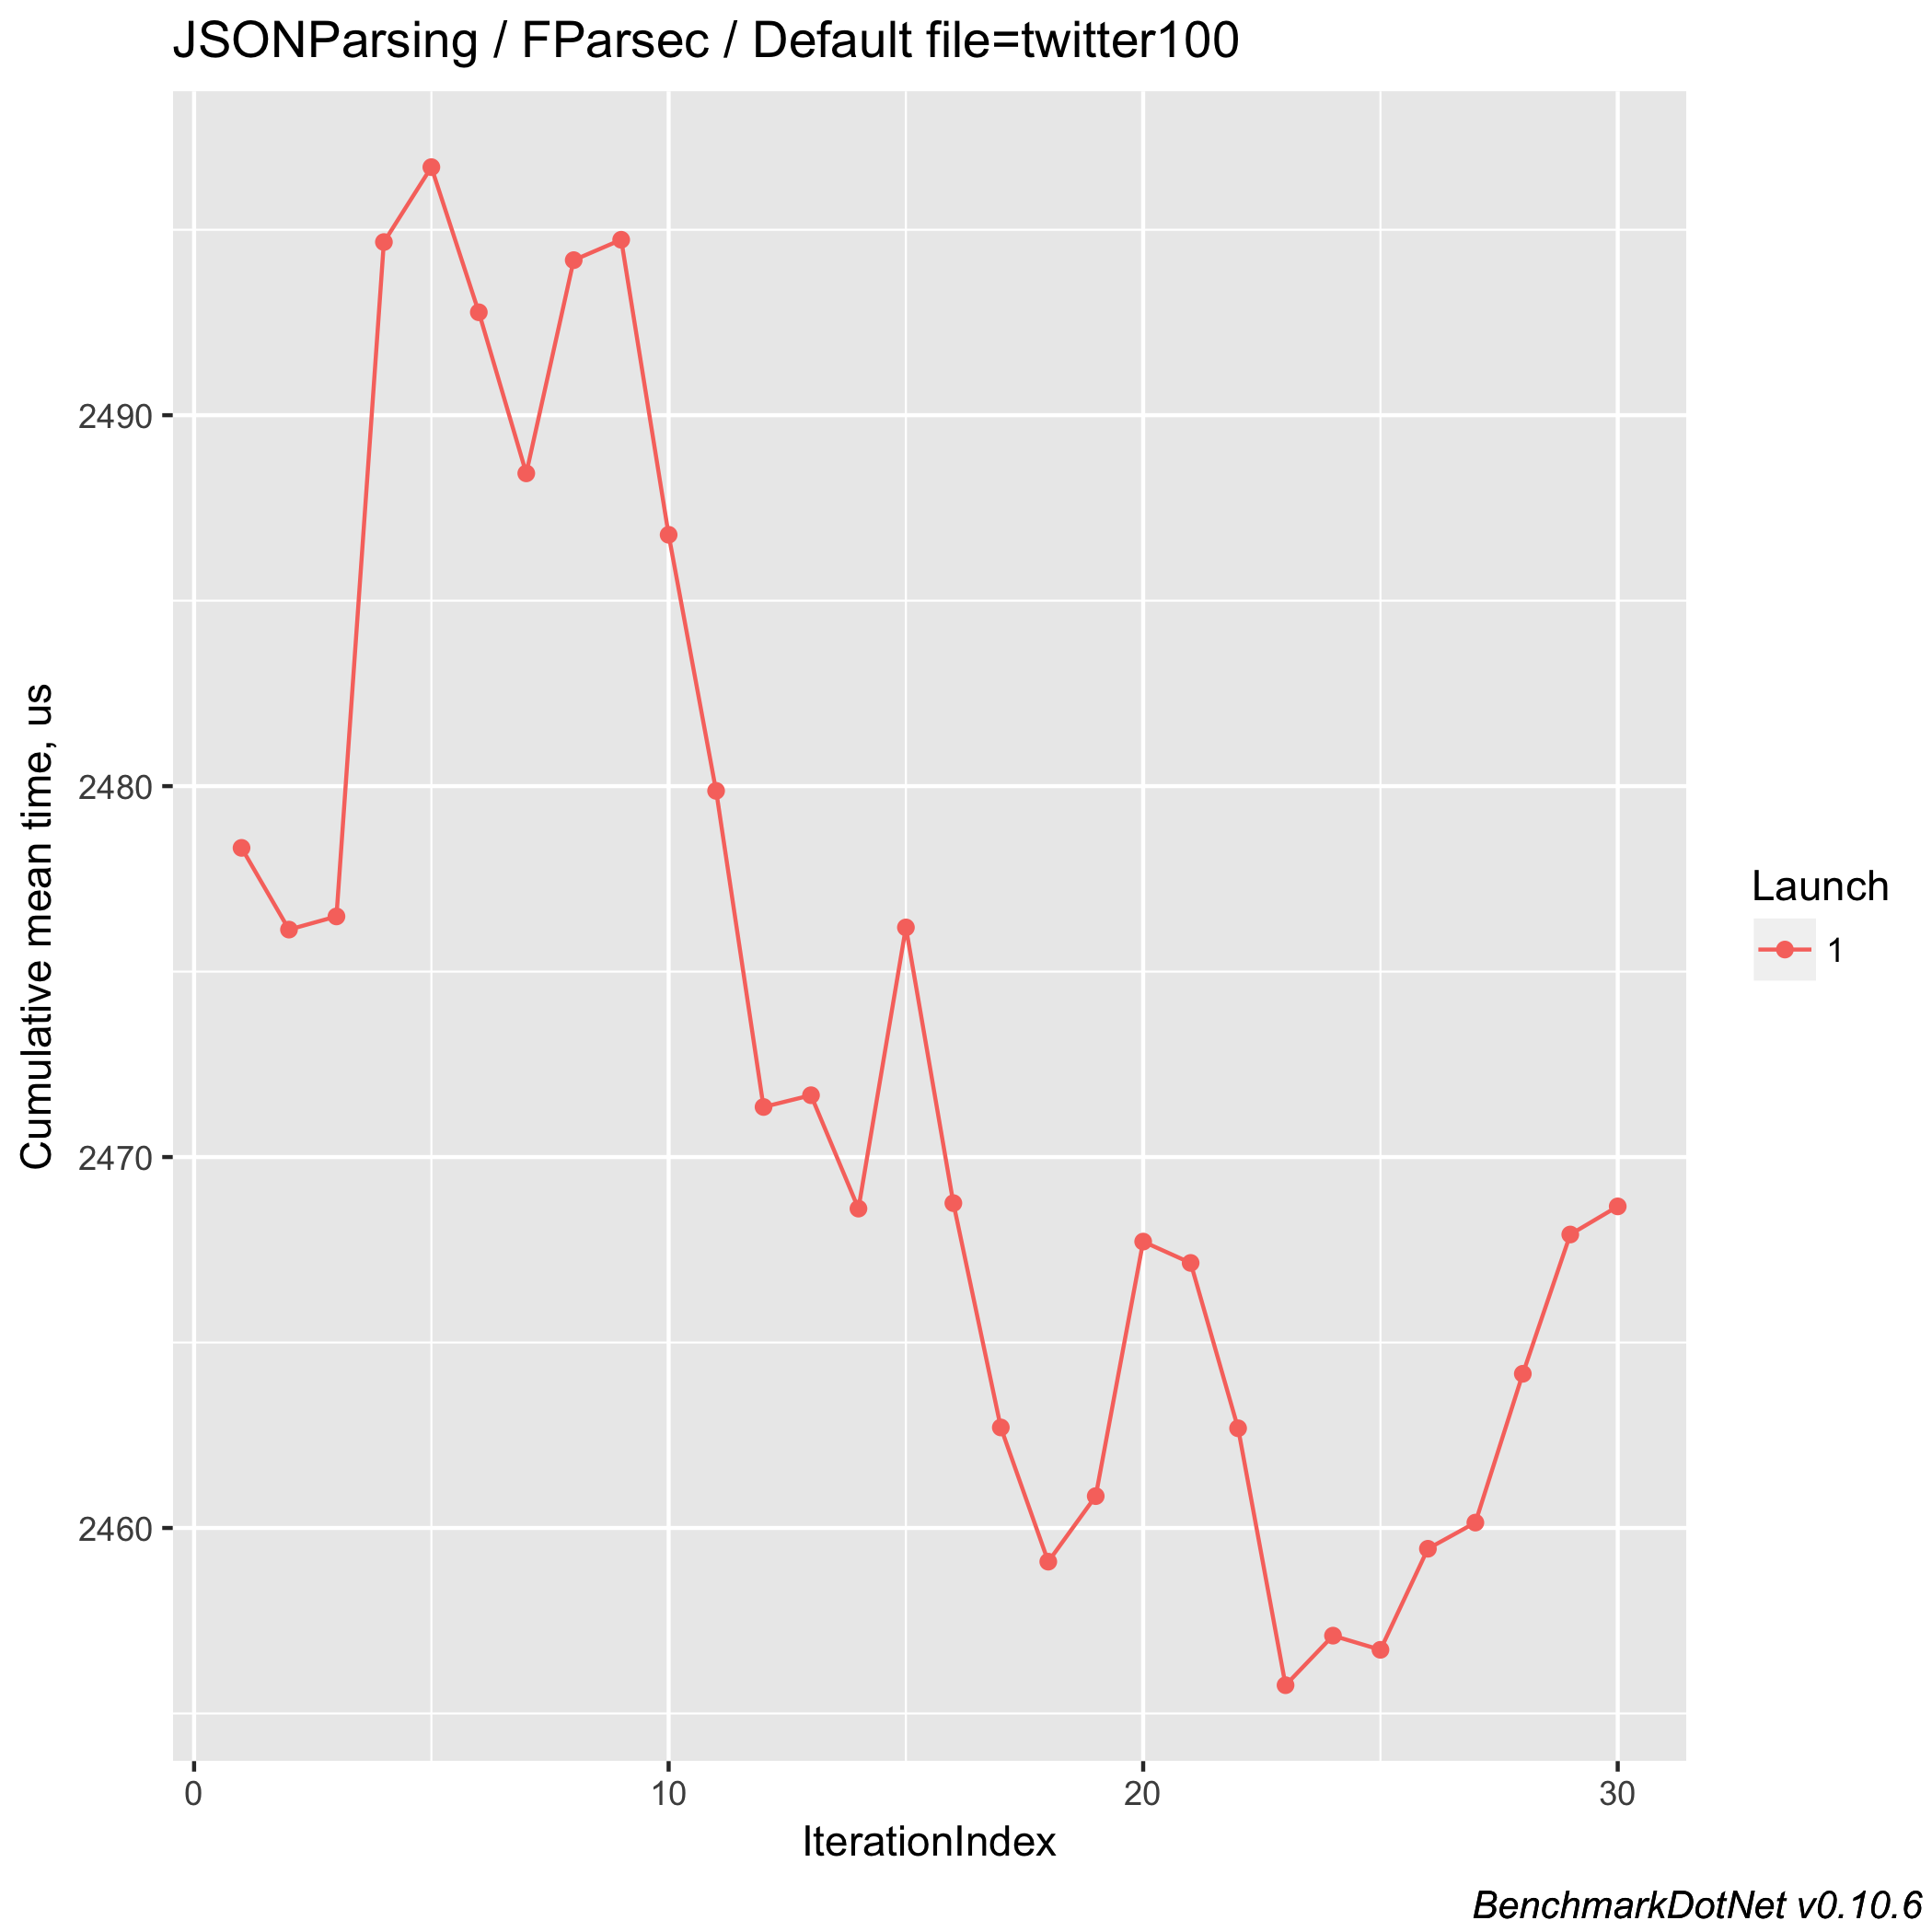 JSONParsing / FParsec / Default file=twitter100
Cumulative mean time, us
2490
2480
2470
2460
0 10 20 30
IterationIndex
Launch
1
BenchmarkDotNet v0.10.6